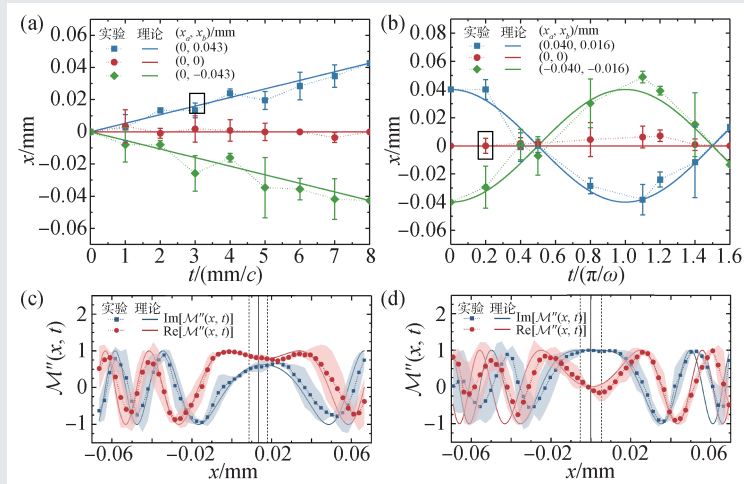 (a)
实验 理论 (xₐ, x_b)/mm
(0, 0.043)
(0, 0)
(0, −0.043)
0.06
0.04
0.02
0
−0.02
−0.04
−0.06
x/mm
0 1 2 3 4 5 6 7 8
t/(mm/c)
(b)
实验 理论 (xₐ, x_b)/mm
(0.040, 0.016)
(0, 0)
(−0.040, −0.016)
0.08
0.06
0.04
0.02
0
−0.02
−0.04
−0.06
x/mm
0 0.2 0.4 0.6 0.8 1.0 1.2 1.4 1.6
t/(π/ω)
(c)
实验 理论
Im[ℳ″(x, t)]
Re[ℳ″(x, t)]
2
1
0
−1
ℳ″(x, t)
−0.06 −0.02 0.02 0.06
x/mm
(d)
实验 理论
Im[ℳ″(x, t)]
Re[ℳ″(x, t)]
2
1
0
−1
ℳ″(x, t)
−0.06 −0.02 0.02 0.06
x/mm